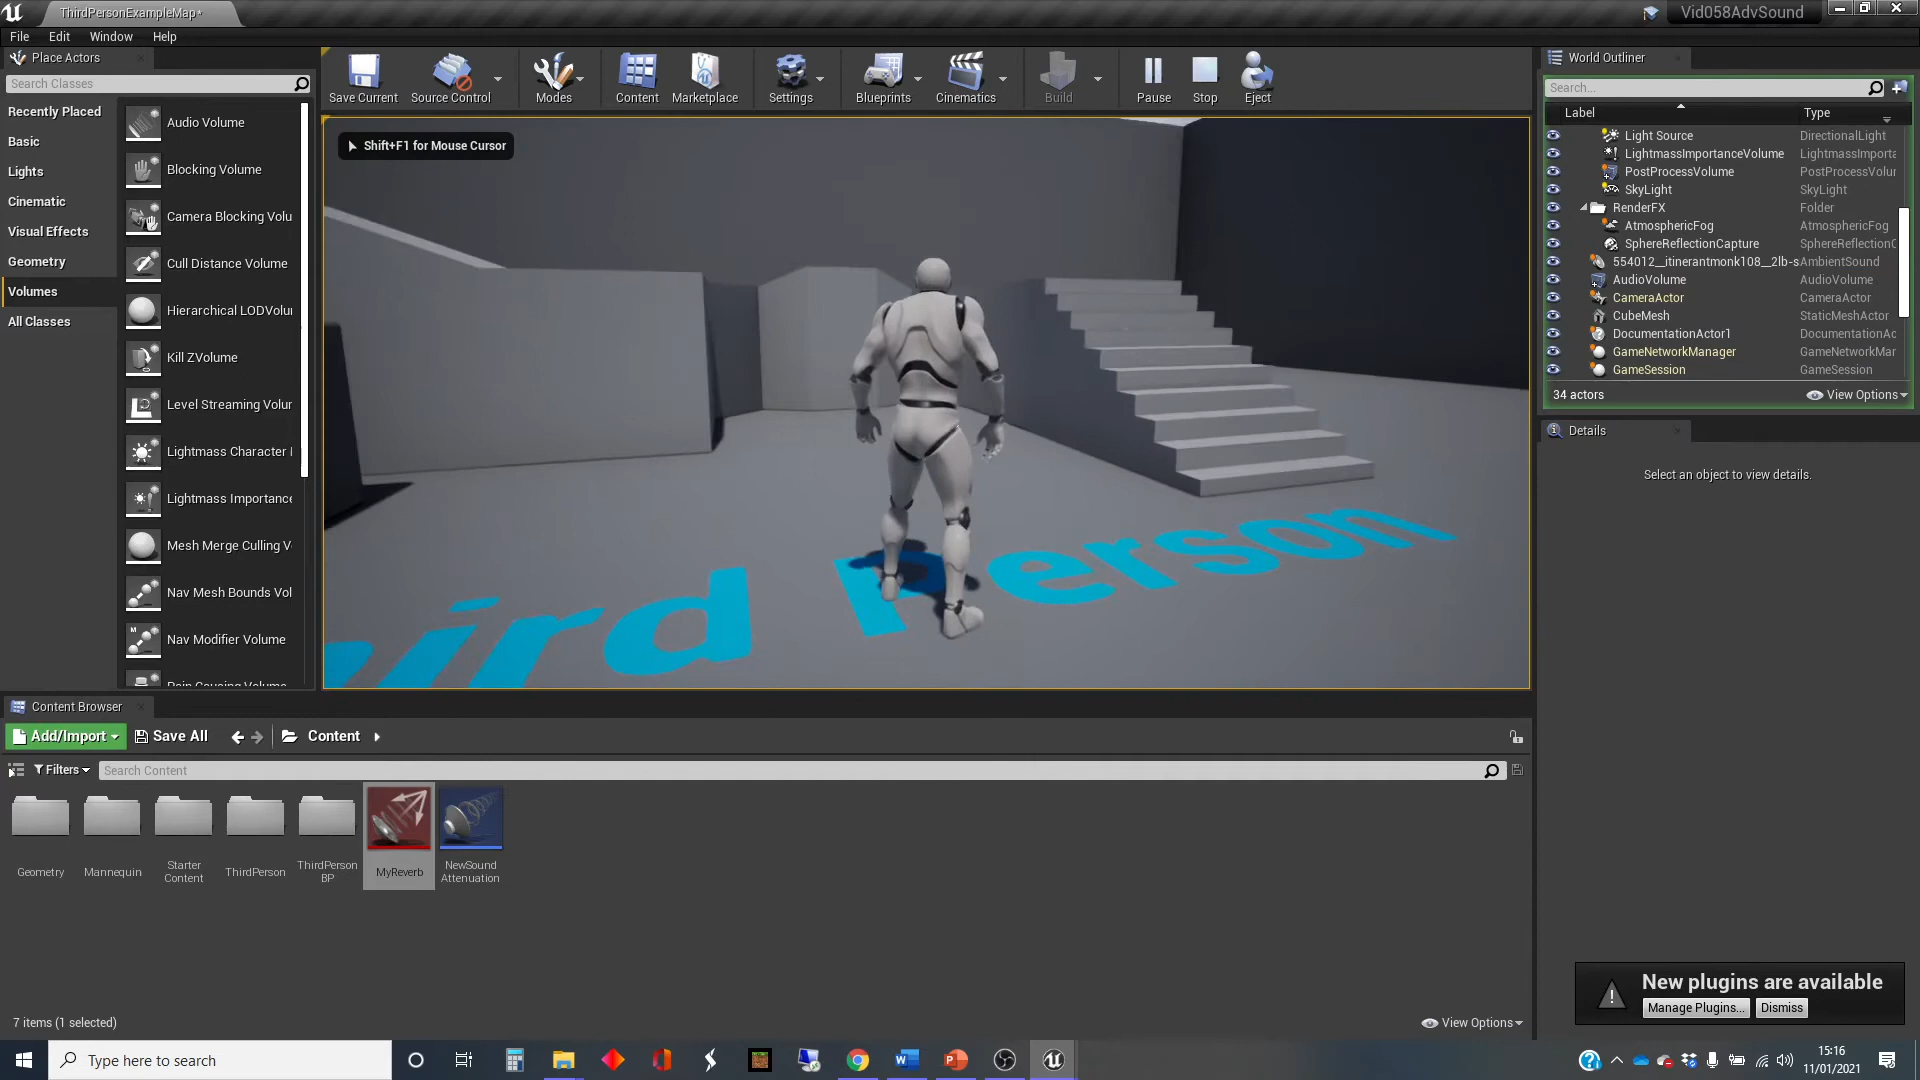 ThirdPersonExampleMap*
Vid058AdvSound
File Edit Window Help
Place Actors
Search Classes
Recently Placed
Basic
Lights
Cinematic
Visual Effects
Geometry
Volumes
All Classes
Audio Volume
Blocking Volume
Camera Blocking Volu
Cull Distance Volume
Hierarchical LODVolu
Kill ZVolume
Level Streaming Volur
Lightmass Character
Lightmass Importance
Mesh Merge Culling V
Nav Mesh Bounds Vol
Nav Modifier Volume
Pain Causing Volume
Save Current Source Control Modes Content Marketplace Settings Blueprints Cinematics Build Pause Stop Eject
Shift+F1 for Mouse Cursor
hird Person
World Outliner
Search...
Label Type
Light Source DirectionalLight
LightmassImportanceVolume LightmassImporta
PostProcessVolume PostProcessVolur
SkyLight SkyLight
RenderFX Folder
AtmosphericFog AtmosphericFog
SphereReflectionCapture SphereReflectionC
554012__itinerantmonk108__2lb-s AmbientSound
AudioVolume AudioVolume
CameraActor CameraActor
CubeMesh StaticMeshActor
DocumentationActor1 DocumentationAc
GameNetworkManager GameNetworkMar
GameSession GameSession
34 actors View Options
Details
Select an object to view details.
Content Browser
Add/Import Save All Content
Filters Search Content
Geometry
Mannequin
Starter
Content
ThirdPerson
ThirdPerson
BP
MyReverb
NewSound
Attenuation
7 items (1 selected)
View Options
New plugins are available
Manage Plugins... Dismiss
Type here to search
15:16
11/01/2021